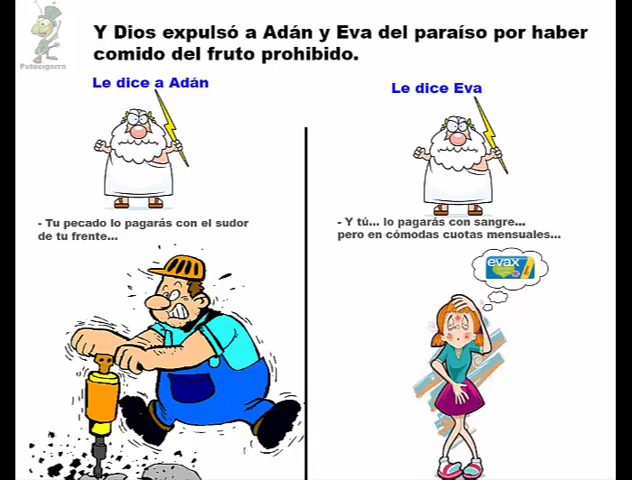 Y Dios expulsó a Adán y Eva del paraíso por haber
comido del fruto prohibido.
Putocigarra
Le dice a Adán
Le dice Eva
- Tu pecado lo pagarás con el sudor
de tu frente...
- Y tú... lo pagarás con sangre...
pero en cómodas cuotas mensuales...
evax